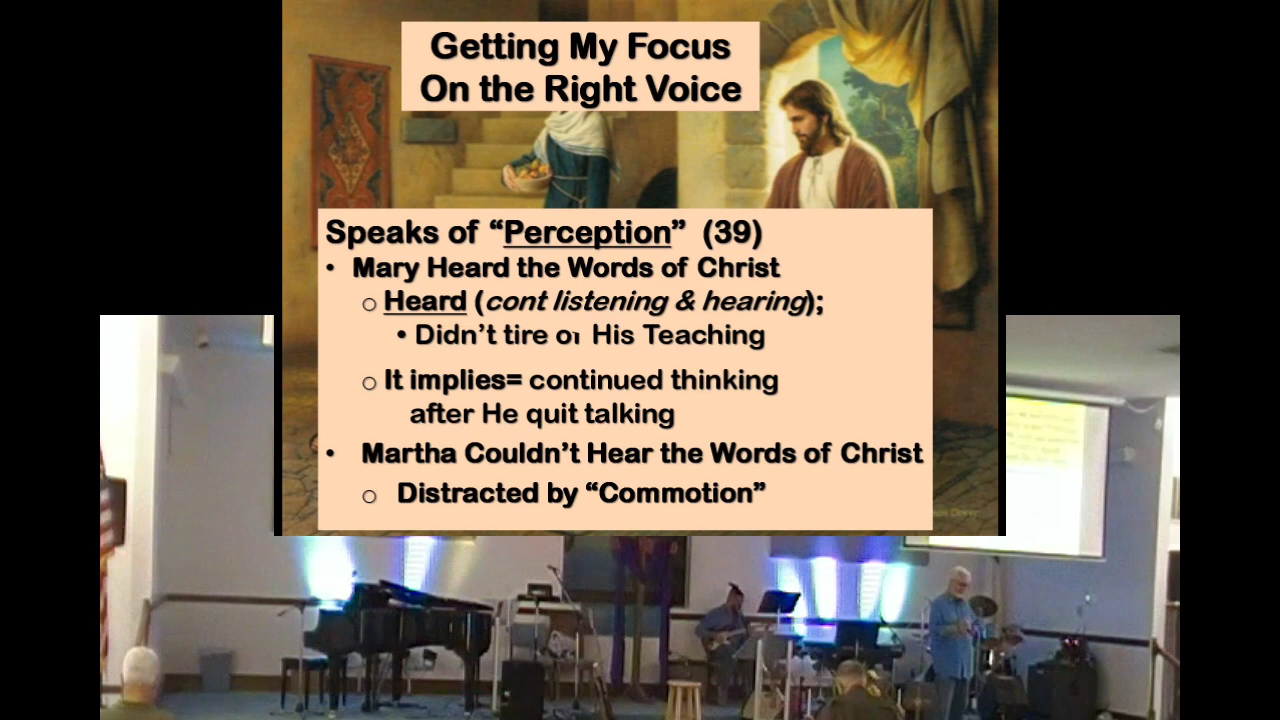 Getting My Focus
On the Right Voice
Speaks of “Perception” (39)
• Mary Heard the Words of Christ
o Heard (cont listening & hearing);
• Didn’t tire of His Teaching
o It implies= continued thinking
after He quit talking
• Martha Couldn’t Hear the Words of Christ
o Distracted by “Commotion”